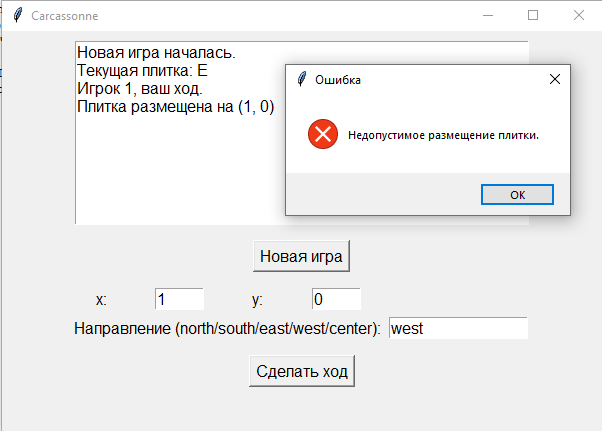 Carcassonne
Новая игра началась.
Текущая плитка: E
Игрок 1, ваш ход.
Плитка размещена на (1, 0)
Ошибка
Недопустимое размещение плитки.
ОК
Новая игра
x: 1 y: 0
Направление (north/south/east/west/center): west
Сделать ход